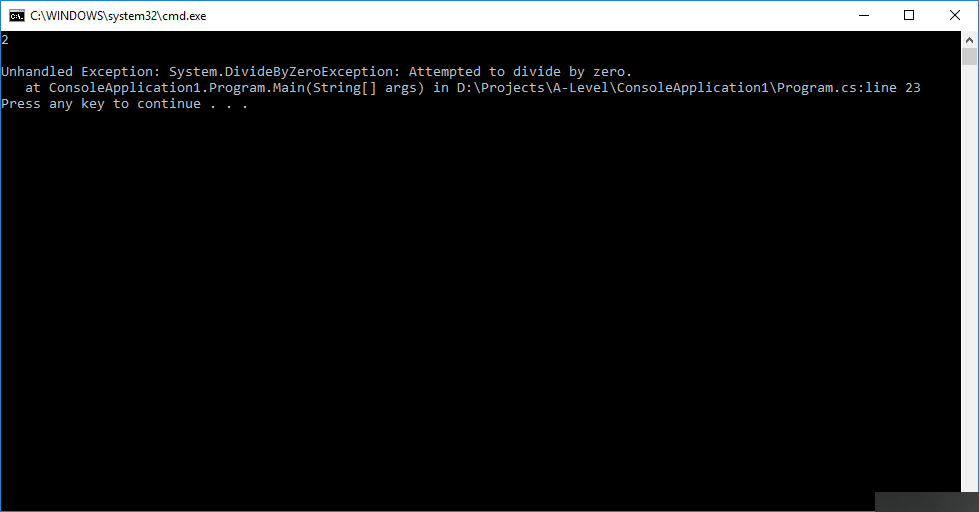 C:\WINDOWS\system32\cmd.exe
2
Unhandled Exception: System.DivideByZeroException: Attempted to divide by zero.
   at ConsoleApplication1.Program.Main(String[] args) in D:\Projects\A-Level\ConsoleApplication1\Program.cs:line 23
Press any key to continue . . .